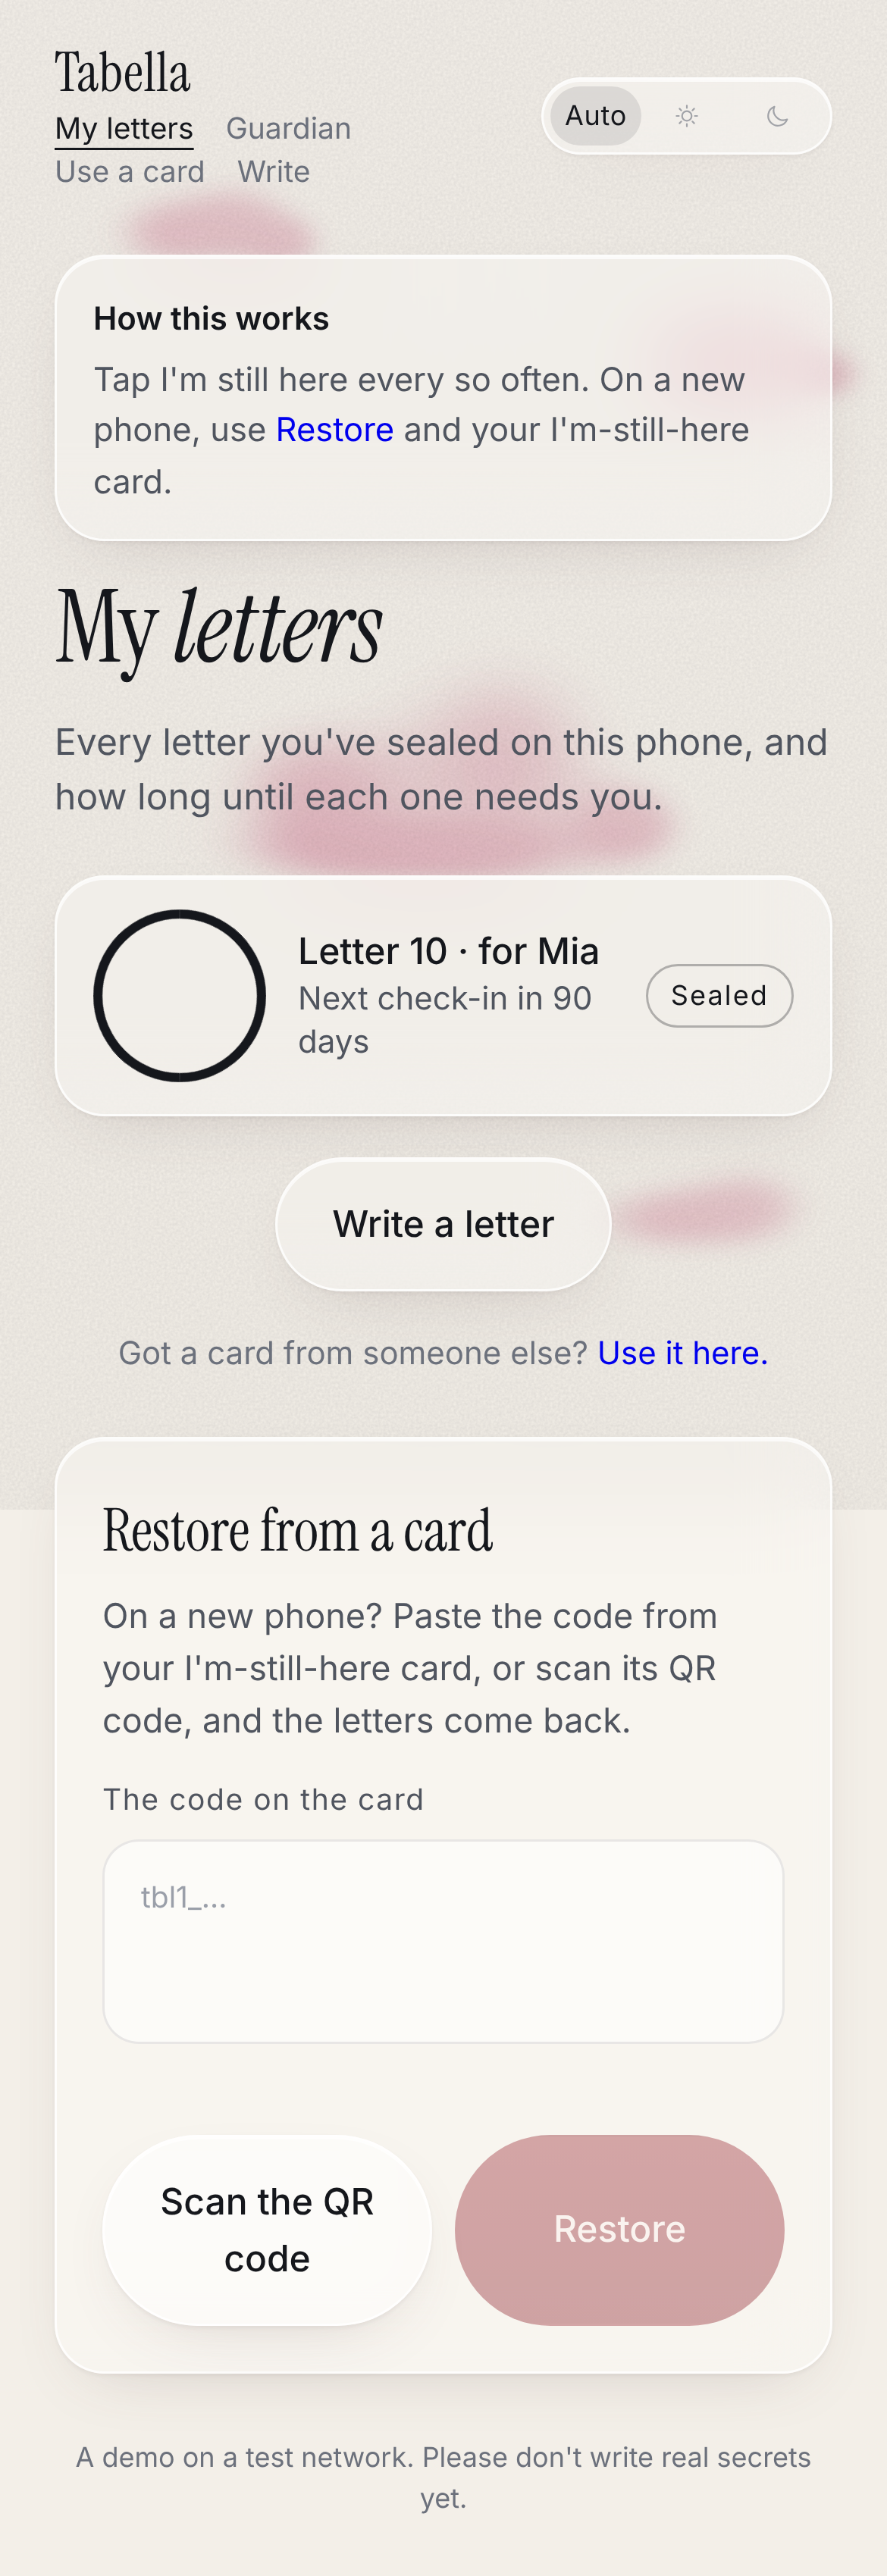 Tabella
My letters Guardian
Use a card Write
Auto
How this works
Tap I'm still here every so often. On a new
phone, use Restore and your I'm-still-here
card.
My letters
Every letter you've sealed on this phone, and
how long until each one needs you.
Letter 10 · for Mia
Next check-in in 90
days
Sealed
Write a letter
Got a card from someone else? Use it here.
Restore from a card
On a new phone? Paste the code from
your I'm-still-here card, or scan its QR
code, and the letters come back.
The code on the card
tbl1_...
Scan the QR
code
Restore
A demo on a test network. Please don't write real secrets
yet.